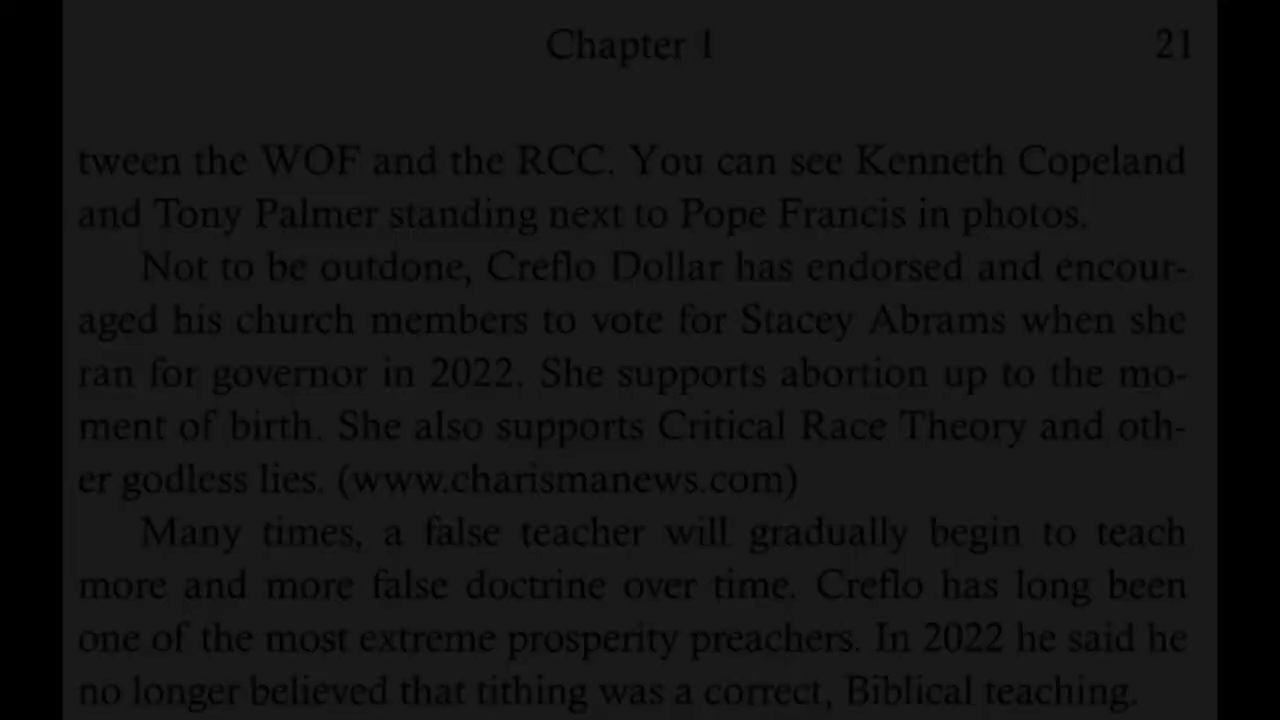 Chapter 1 21
tween the WOF and the RCC. You can see Kenneth Copeland
and Tony Palmer standing next to Pope Francis in photos.
Not to be outdone, Creflo Dollar has endorsed and encour-
aged his church members to vote for Stacey Abrams when she
ran for governor in 2022. She supports abortion up to the mo-
ment of birth. She also supports Critical Race Theory and oth-
er godless lies. (www.charismanews.com)
Many times, a false teacher will gradually begin to teach
more and more false doctrine over time. Creflo has long been
one of the most extreme prosperity preachers. In 2022 he said he
no longer believed that tithing was a correct, Biblical teaching.